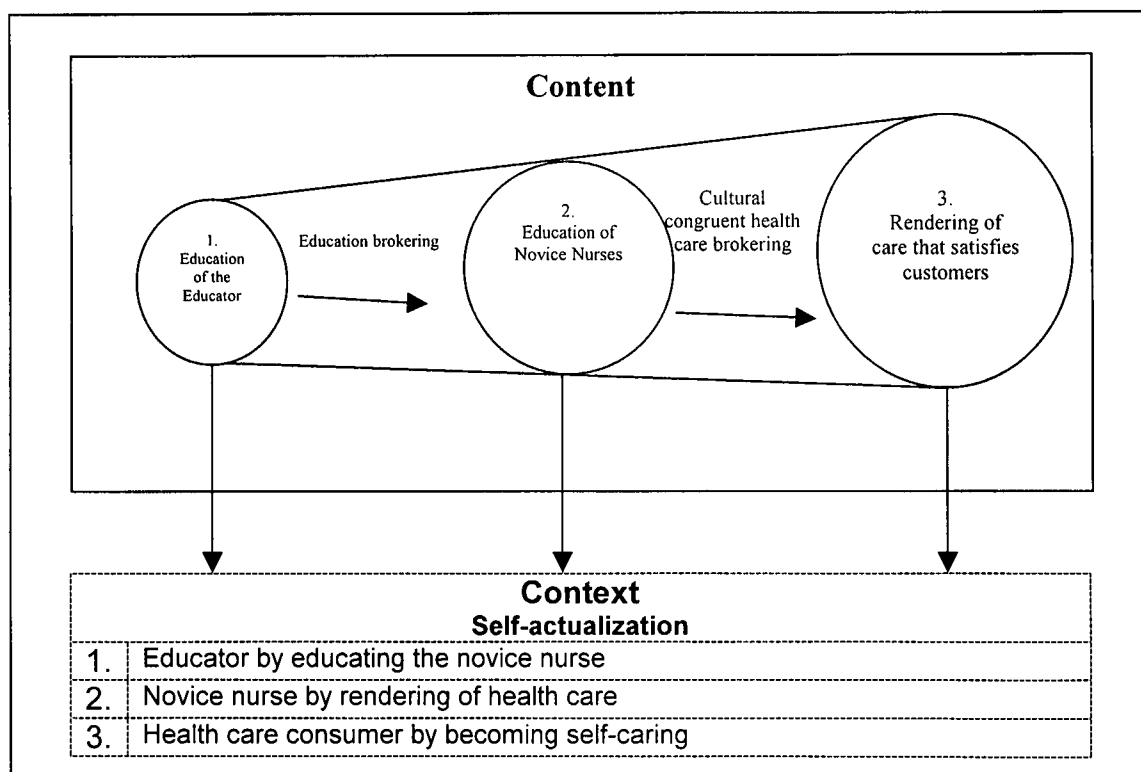 Content
1.
Education
of the
Educator
Education brokering
2.
Education of
Novice Nurses
Cultural
congruent health
care brokering
3.
Rendering of
care that satisfies
customers
Context
Self-actualization
1. Educator by educating the novice nurse
2. Novice nurse by rendering of health care
3. Health care consumer by becoming self-caring